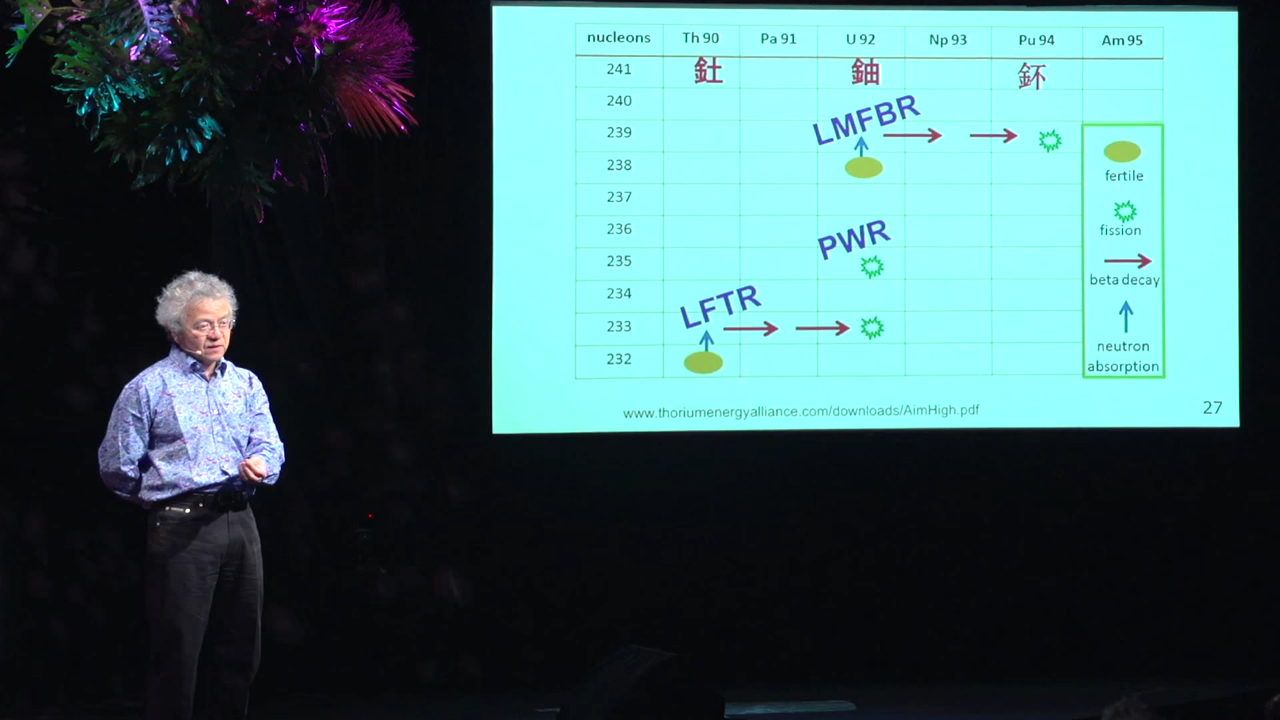 nucleons Th 90 Pa 91 U 92 Np 93 Pu 94 Am 95
241 釷 鈾 鈈
240
LMFBR
239
238
fertile
237
236
fission
PWR
235
beta decay
234
LFTR
233
neutron
232
absorption
www.thoriumenergyalliance.com/downloads/AimHigh.pdf
27